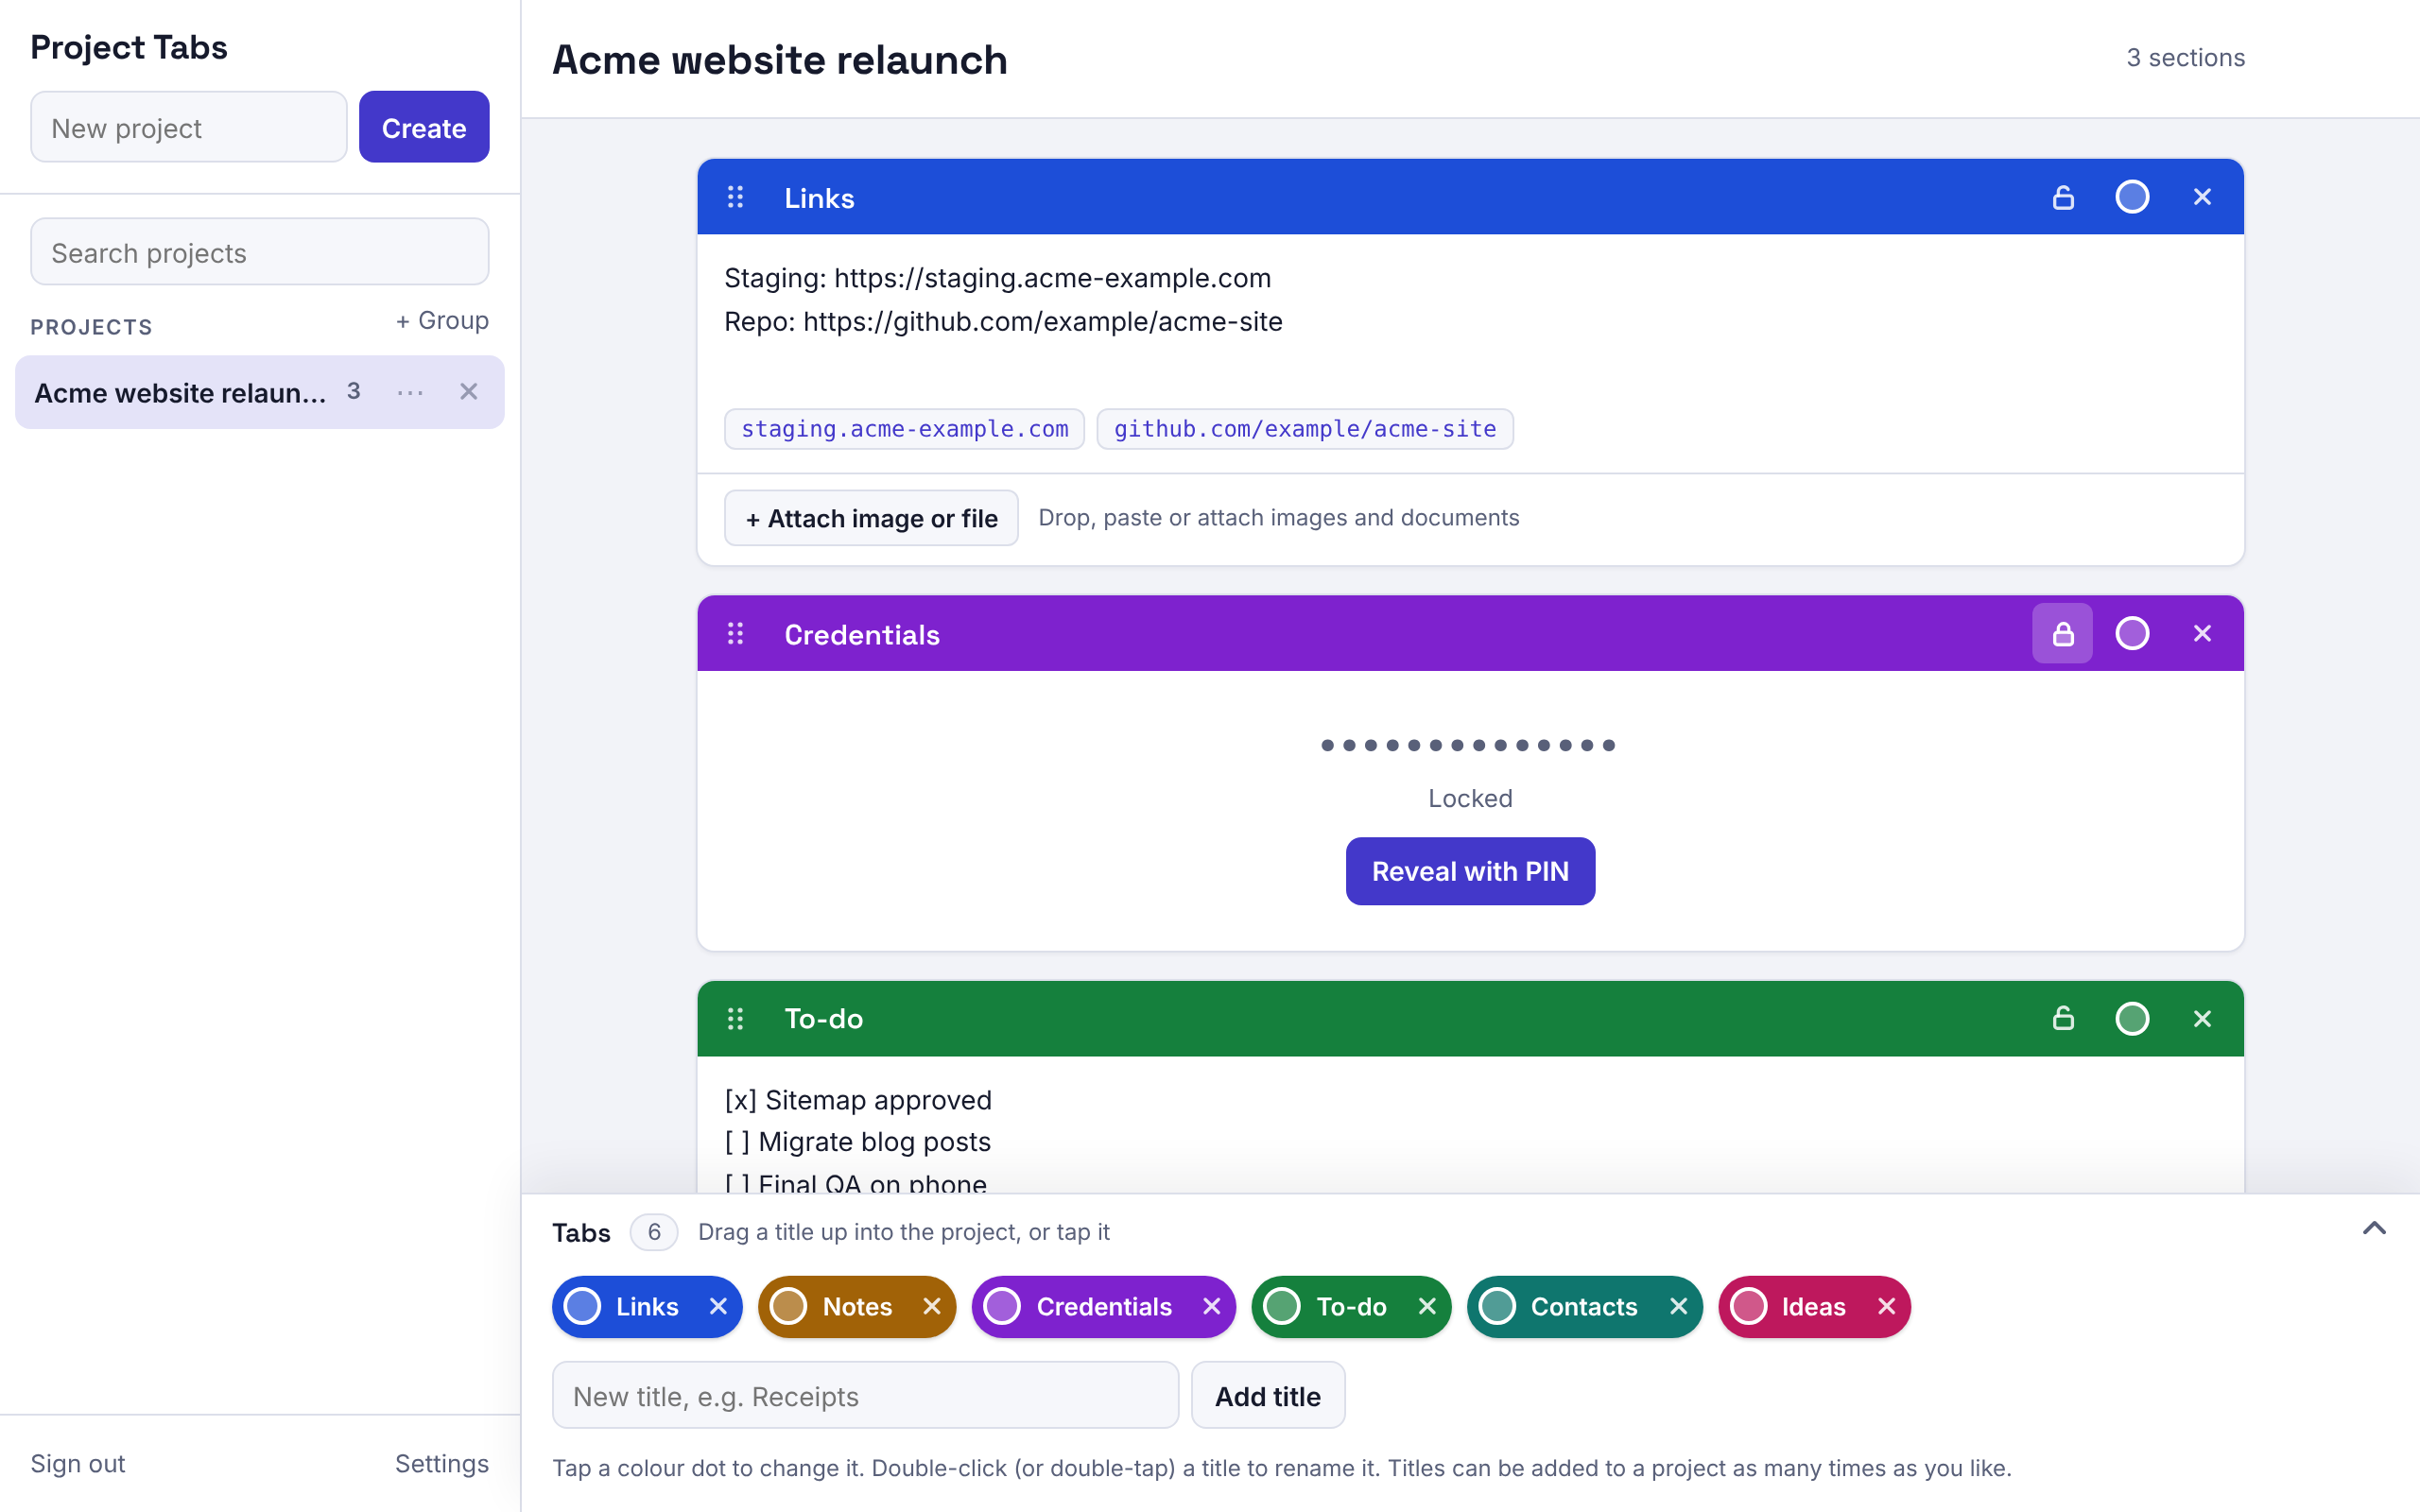 Project Tabs
New project
Create
Search projects
PROJECTS
+ Group
Acme website relaun... 3 ...
Sign out
Settings
Acme website relaunch
3 sections
Links
Staging: https://staging.acme-example.com
Repo: https://github.com/example/acme-site
staging.acme-example.com
github.com/example/acme-site
+ Attach image or file
Drop, paste or attach images and documents
Credentials
Locked
Reveal with PIN
To-do
[x] Sitemap approved
[ ] Migrate blog posts
[ ] Final QA on phone
Tabs 6 Drag a title up into the project, or tap it
Links
Notes
Credentials
To-do
Contacts
Ideas
New title, e.g. Receipts
Add title
Tap a colour dot to change it. Double-click (or double-tap) a title to rename it. Titles can be added to a project as many times as you like.